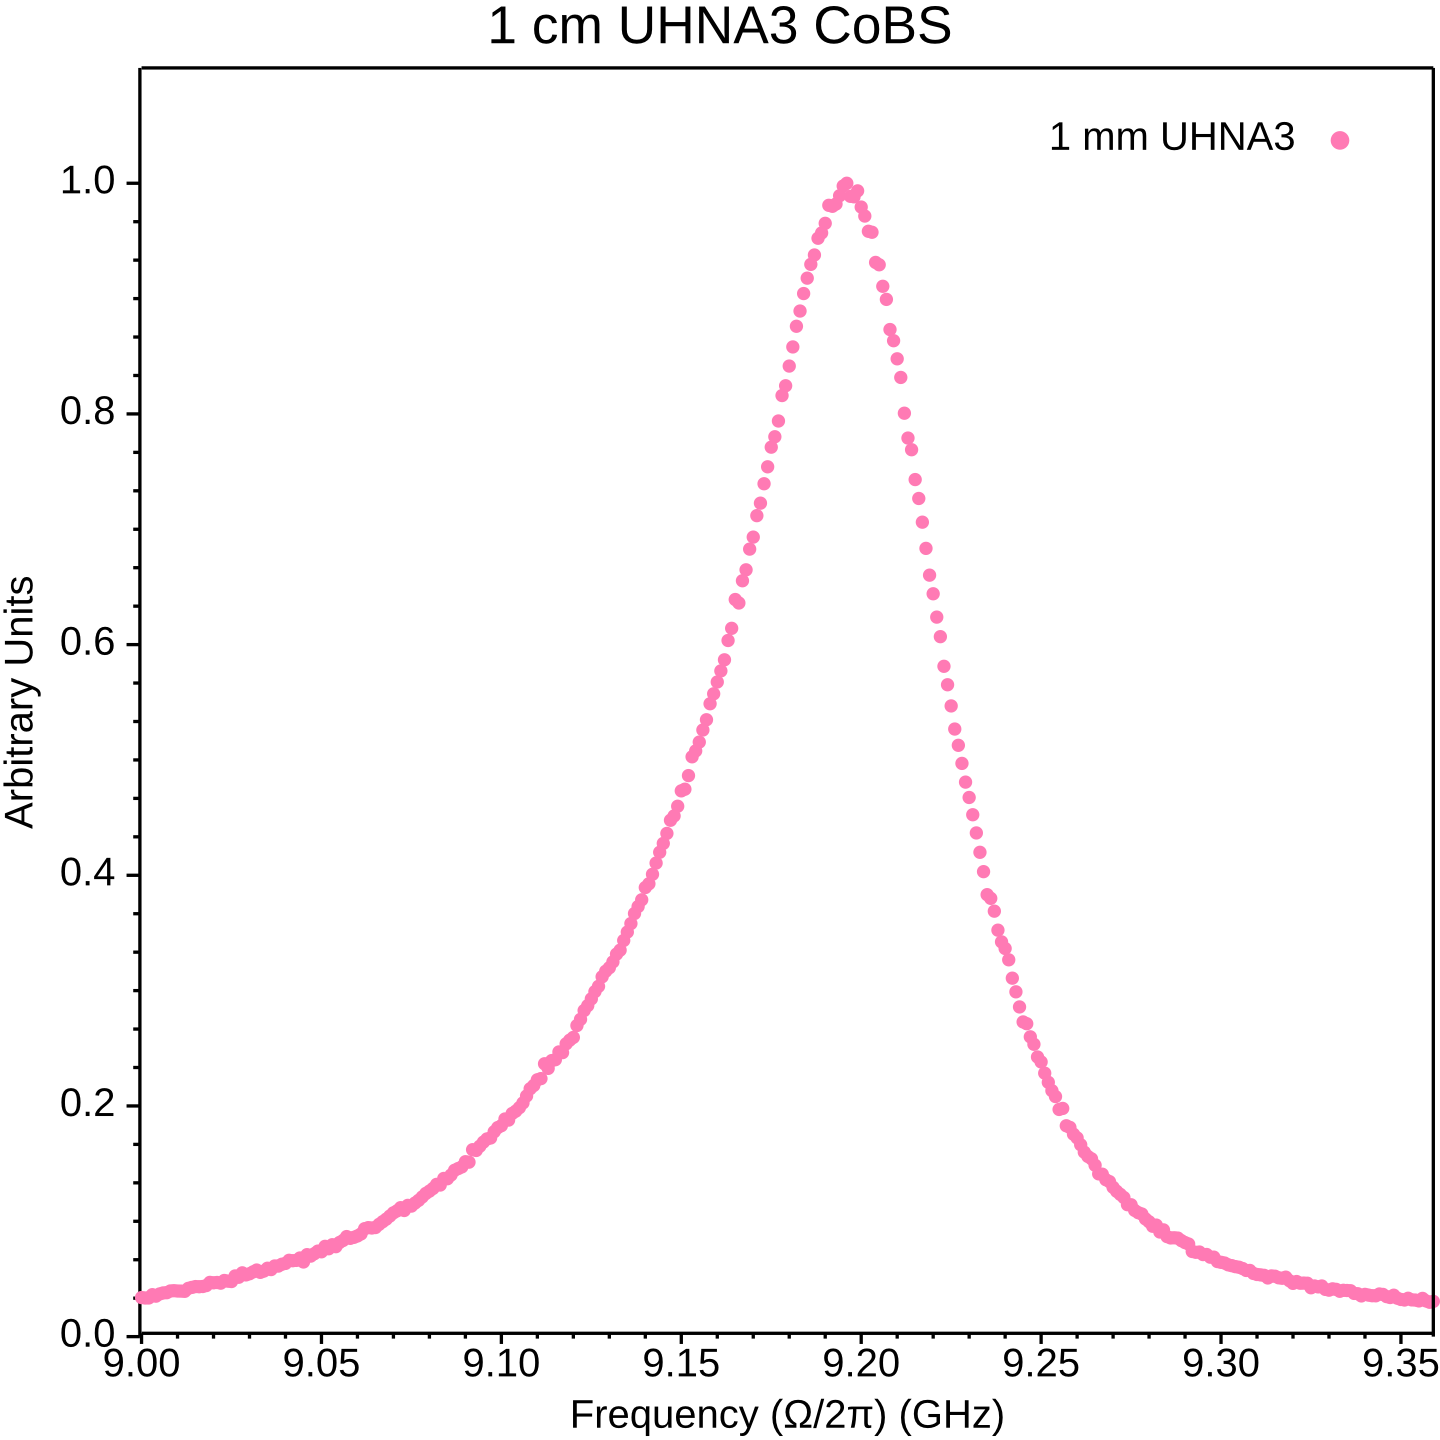 1 cm UHNA3 CoBS
1 mm UHNA3
1.0
0.8
0.6
0.4
0.2
0.0
Arbitrary Units
9.00 9.05 9.10 9.15 9.20 9.25 9.30 9.35
Frequency (Ω/2π) (GHz)